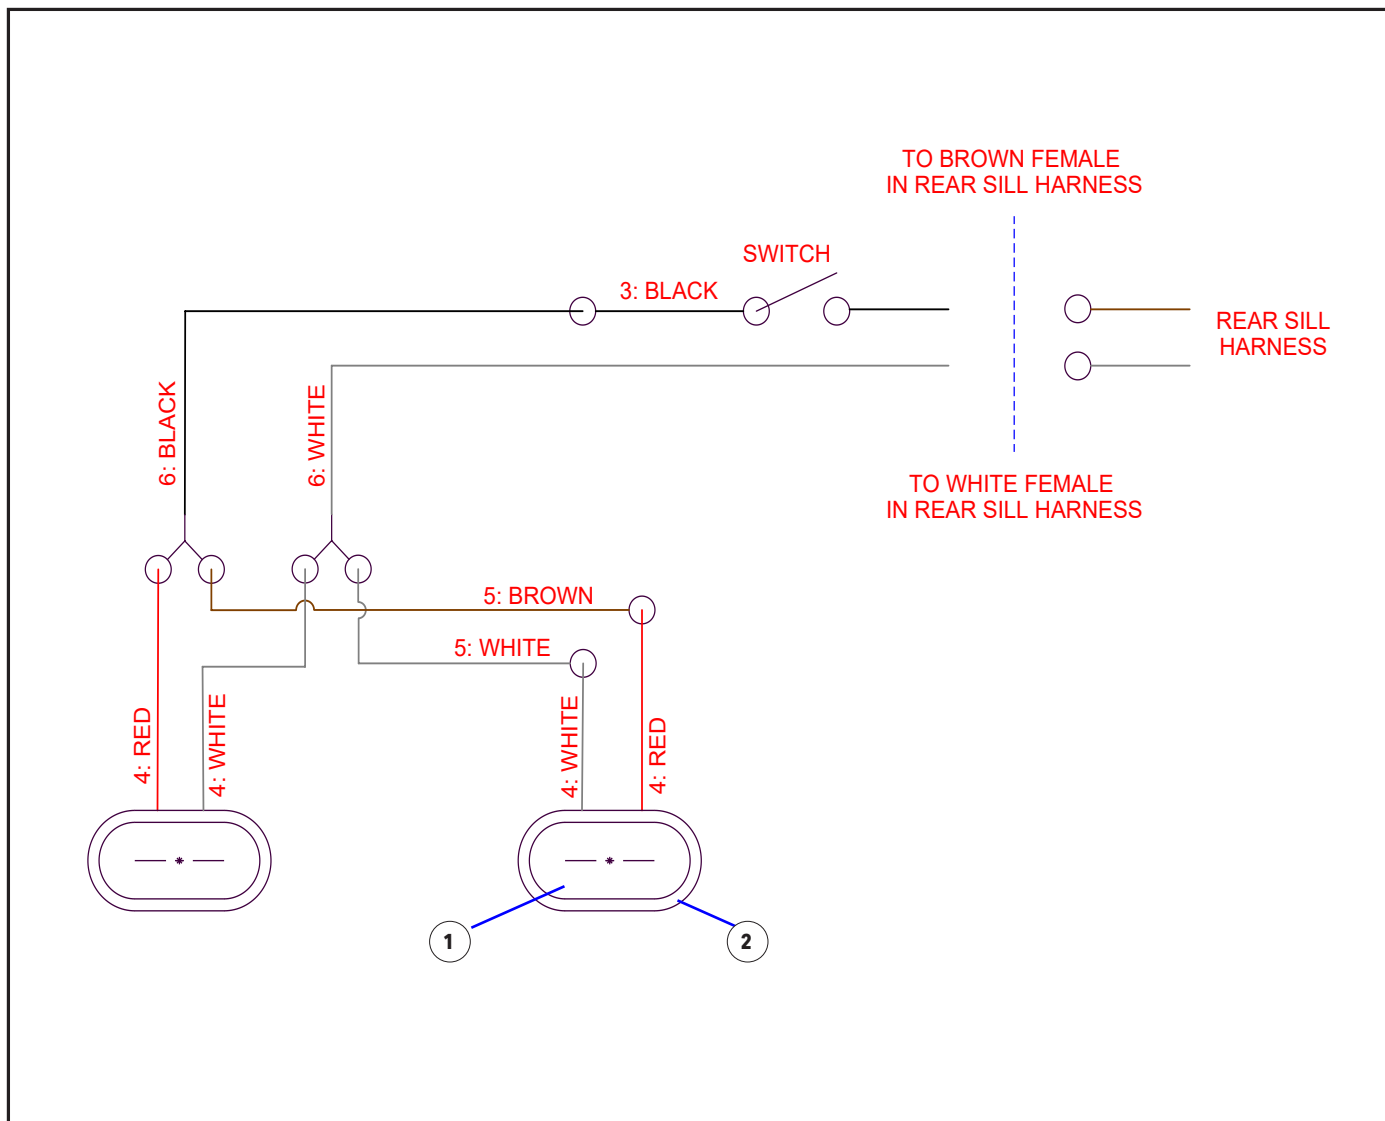 TO BROWN FEMALE
IN REAR SILL HARNESS
SWITCH
3: BLACK
REAR SILL
HARNESS
6: BLACK
6: WHITE
TO WHITE FEMALE
IN REAR SILL HARNESS
5: BROWN
5: WHITE
4: RED
4: WHITE
4: WHITE
4: RED
1
2